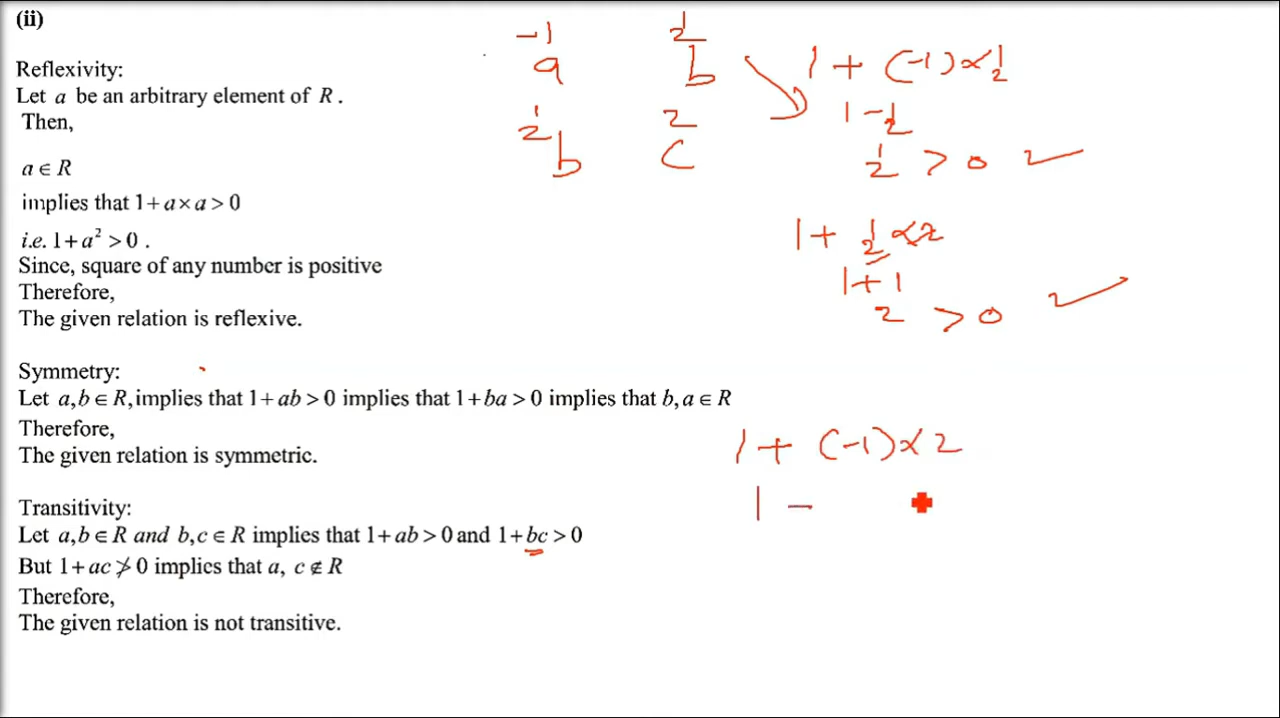 (ii)
Reflexivity:
Let a be an arbitrary element of R.
Then,
a ∈ R
implies that 1 + a × a > 0
i.e. 1 + a² > 0.
Since, square of any number is positive
Therefore,
The given relation is reflexive.
Symmetry:
Let a, b ∈ R, implies that 1 + ab > 0 implies that 1 + ba > 0 implies that b, a ∈ R
Therefore,
The given relation is symmetric.
Transitivity:
Let a, b ∈ R and b, c ∈ R implies that 1 + ab > 0 and 1 + bc > 0
But 1 + ac ≯ 0 implies that a, c ∉ R
Therefore,
The given relation is not transitive.
-1 1/2
a b
1/2 2
b c
1 + (-1) × 1/2
1 - 1/2
1/2 > 0 ✓
1 + 1/2 × 2
1 + 1
2 > 0 ✓
1 + (-1) × 2
1 -